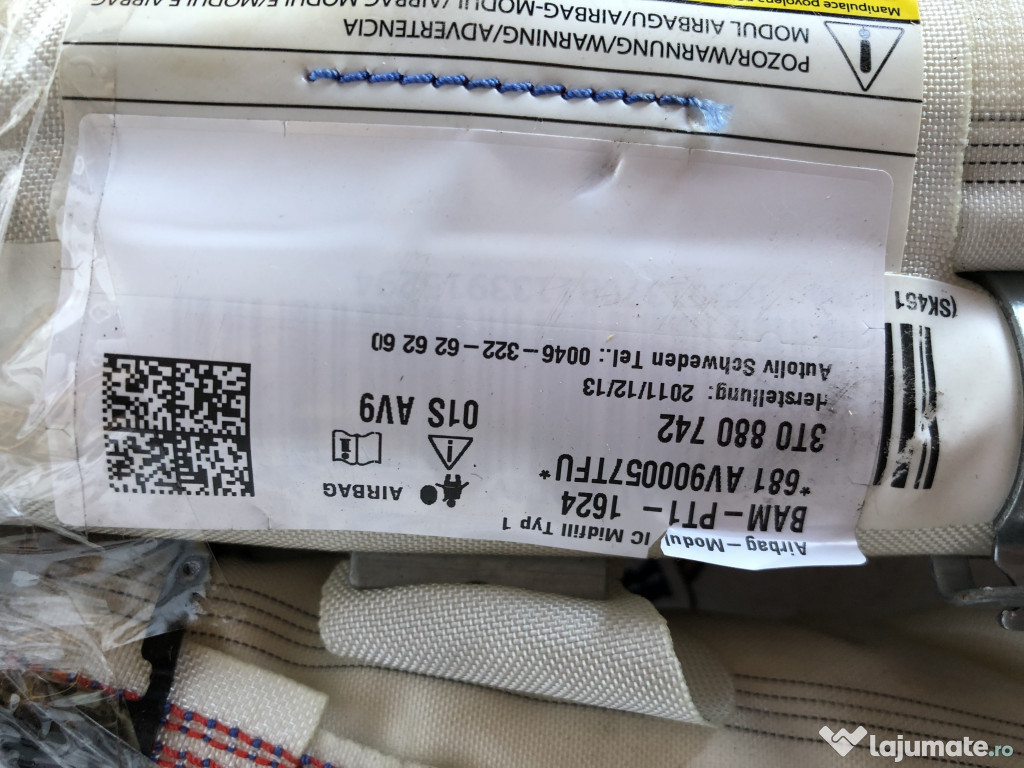 Airbag-Modul IC Midfill Typ 1
BAM-PT1- 1624
*681 AV900057TFU*
3T0 880 742
Herstellung: 2011/12/13
Autoliv Schweden Tel.: 0046-322-62 62 60
AIRBAG
01S AV9
(SK461
POZOR/WARNUNG/WARNING/ADVERTENCIA
MODUL AIRBAGU/AIRBAG-MODUL/AIRBAG MODULE/MODULE AIRBAG
Manipulace povolena
lajumate.ro